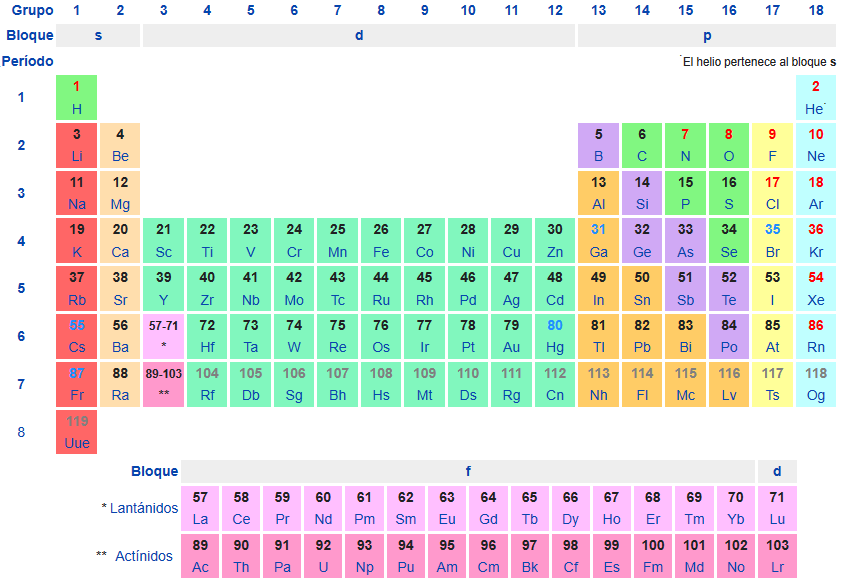 Grupo 1 2 3 4 5 6 7 8 9 10 11 12 13 14 15 16 17 18
Bloque s d p
Período ˙El helio pertenece al bloque s
1 1 2
H He˙
2 3 4 5 6 7 8 9 10
Li Be B C N O F Ne
3 11 12 13 14 15 16 17 18
Na Mg Al Si P S Cl Ar
4 19 20 21 22 23 24 25 26 27 28 29 30 31 32 33 34 35 36
K Ca Sc Ti V Cr Mn Fe Co Ni Cu Zn Ga Ge As Se Br Kr
5 37 38 39 40 41 42 43 44 45 46 47 48 49 50 51 52 53 54
Rb Sr Y Zr Nb Mo Tc Ru Rh Pd Ag Cd In Sn Sb Te I Xe
6 55 56 57-71 72 73 74 75 76 77 78 79 80 81 82 83 84 85 86
Cs Ba * Hf Ta W Re Os Ir Pt Au Hg Tl Pb Bi Po At Rn
7 87 88 89-103 104 105 106 107 108 109 110 111 112 113 114 115 116 117 118
Fr Ra ** Rf Db Sg Bh Hs Mt Ds Rg Cn Nh Fl Mc Lv Ts Og
8 119
Uue
Bloque f d
* Lantánidos 57 58 59 60 61 62 63 64 65 66 67 68 69 70 71
La Ce Pr Nd Pm Sm Eu Gd Tb Dy Ho Er Tm Yb Lu
** Actínidos 89 90 91 92 93 94 95 96 97 98 99 100 101 102 103
Ac Th Pa U Np Pu Am Cm Bk Cf Es Fm Md No Lr